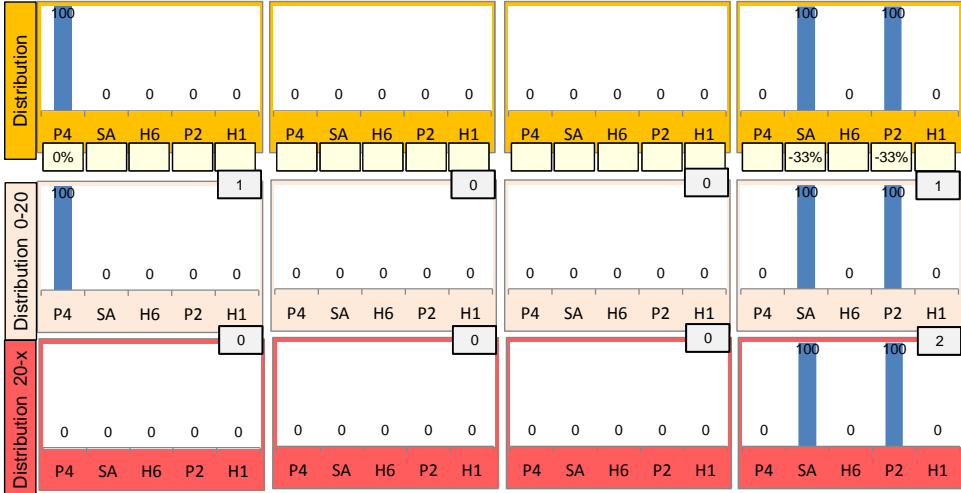 Distribution
100 0 0 0 0
P4 SA H6 P2 H1
0%
0 0 0 0 0
P4 SA H6 P2 H1
0 0 0 0 0
P4 SA H6 P2 H1
0 100 0 100 0
P4 SA H6 P2 H1
-33% -33%
Distribution 0-20
1
100 0 0 0 0
P4 SA H6 P2 H1
0
0 0 0 0 0
P4 SA H6 P2 H1
0
0 0 0 0 0
P4 SA H6 P2 H1
1
0 100 0 100 0
P4 SA H6 P2 H1
Distribution 20-x
0
0 0 0 0 0
P4 SA H6 P2 H1
0
0 0 0 0 0
P4 SA H6 P2 H1
0
0 0 0 0 0
P4 SA H6 P2 H1
2
0 100 0 100 0
P4 SA H6 P2 H1